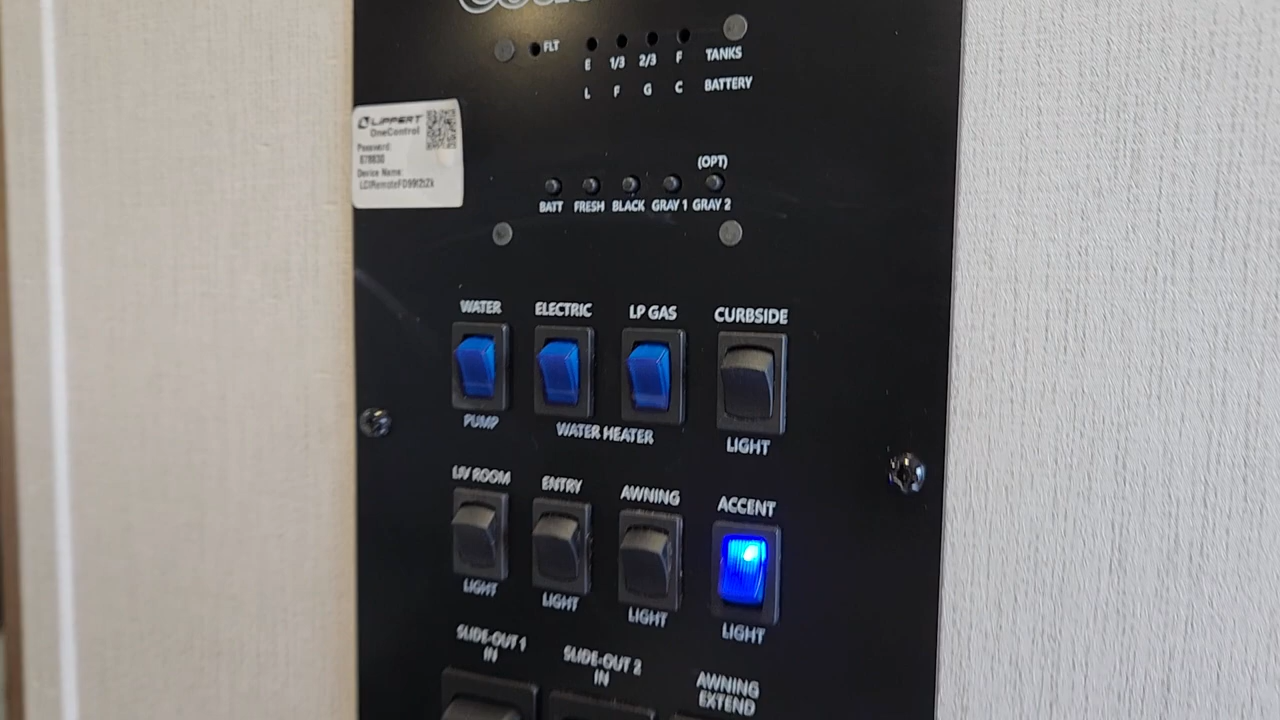 FLT
E 1/3 2/3 F TANKS
L F G C BATTERY
LIPPERT
OneControl
Password:
Device Name:
(OPT)
BATT FRESH BLACK GRAY 1 GRAY 2
WATER ELECTRIC LP GAS CURBSIDE
PUMP WATER HEATER LIGHT
LIV ROOM ENTRY AWNING ACCENT
LIGHT LIGHT LIGHT LIGHT
SLIDE-OUT 1 SLIDE-OUT 2 AWNING
IN IN EXTEND